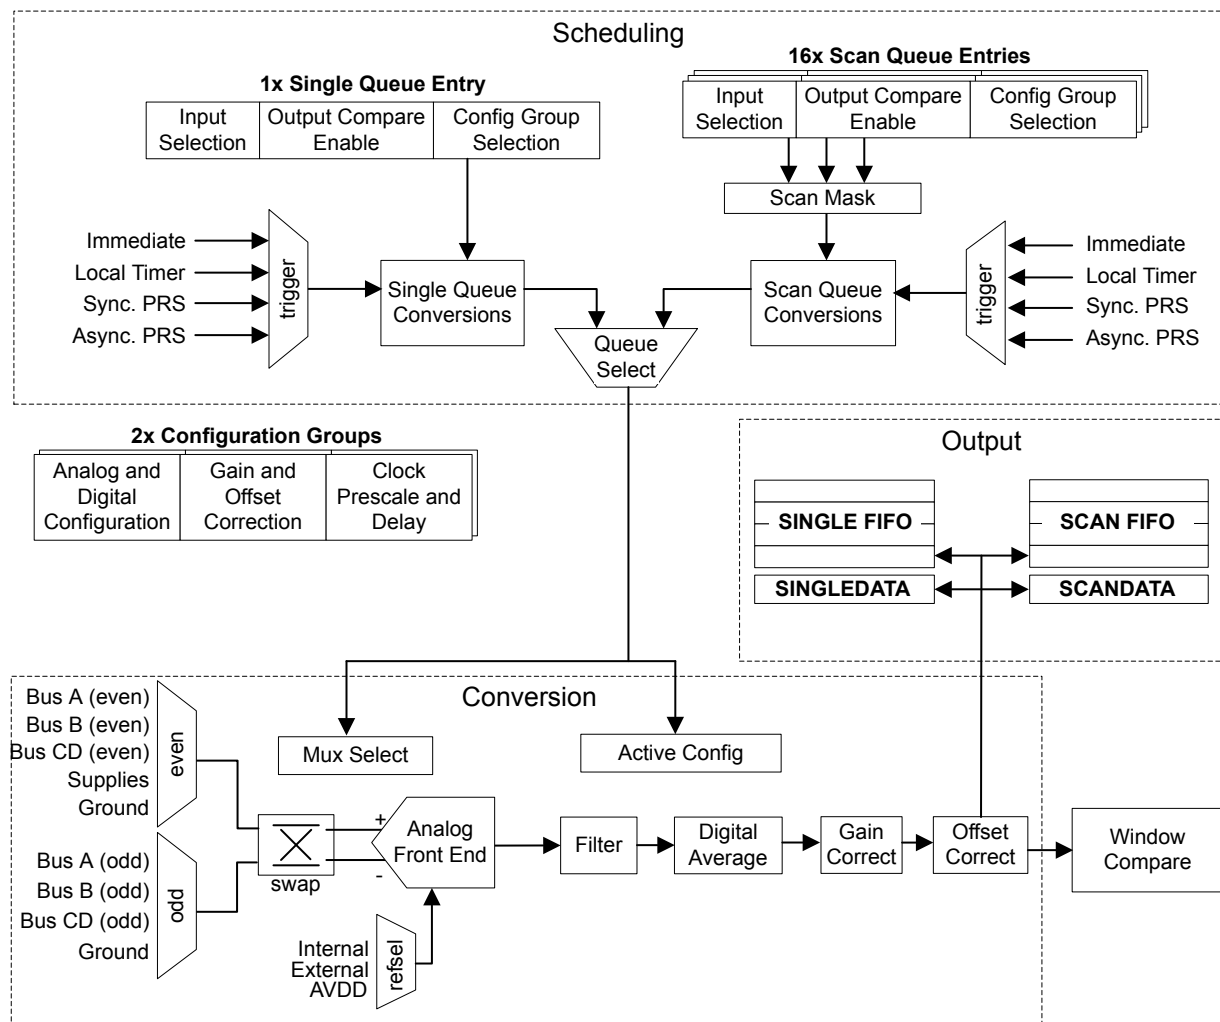 Scheduling
1x Single Queue Entry
Input
Selection
Output Compare
Enable
Config Group
Selection
16x Scan Queue Entries
Input
Selection
Output Compare
Enable
Config Group
Selection
Scan Mask
Immediate
Local Timer
Sync. PRS
Async. PRS
trigger
Single Queue
Conversions
Scan Queue
Conversions
trigger
Immediate
Local Timer
Sync. PRS
Async. PRS
Queue
Select
2x Configuration Groups
Analog and
Digital
Configuration
Gain and
Offset
Correction
Clock
Prescale and
Delay
Output
SINGLE FIFO
SCAN FIFO
SINGLEDATA
SCANDATA
Conversion
Bus A (even)
Bus B (even)
Bus CD (even)
Supplies
Ground
even
Mux Select
Active Config
Bus A (odd)
Bus B (odd)
Bus CD (odd)
Ground
odd
swap
+
-
Analog
Front End
Internal
External
AVDD
refsel
Filter
Digital
Average
Gain
Correct
Offset
Correct
Window
Compare